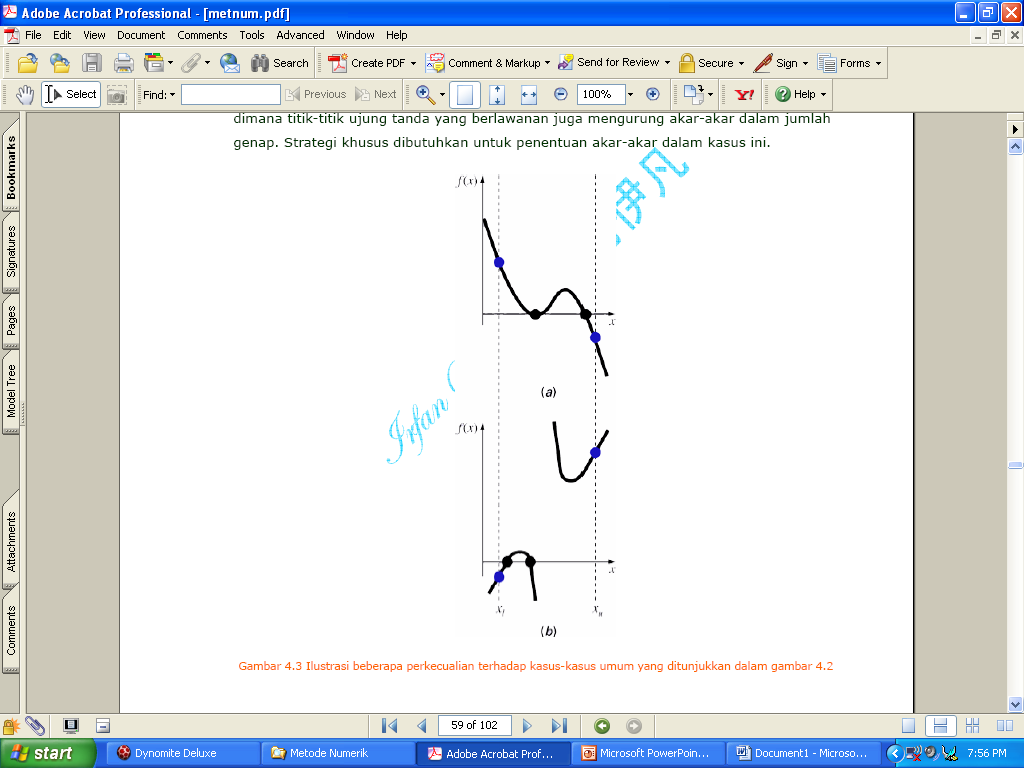 Adobe Acrobat Professional - [metnum.pdf]
File Edit View Document Comments Tools Advanced Window Help
Search Create PDF Comment & Markup Send for Review Secure Sign Forms
Select Find: Previous Next 100% Y! Help
Bookmarks
Signatures
Pages
Model Tree
Attachments
Comments
dimana titik-titik ujung tanda yang berlawanan juga mengurung akar-akar dalam jumlah
genap. Strategi khusus dibutuhkan untuk penentuan akar-akar dalam kasus ini.
伊凡
f(x)
x
(a)
Irfan (
f(x)
x
xl xu
(b)
Gambar 4.3 Ilustrasi beberapa perkecualian terhadap kasus-kasus umum yang ditunjukkan dalam gambar 4.2
59 of 102
start Dynomite Deluxe Metode Numerik Adobe Acrobat Prof... Microsoft PowerPoin... Document1 - Microso... 7:56 PM